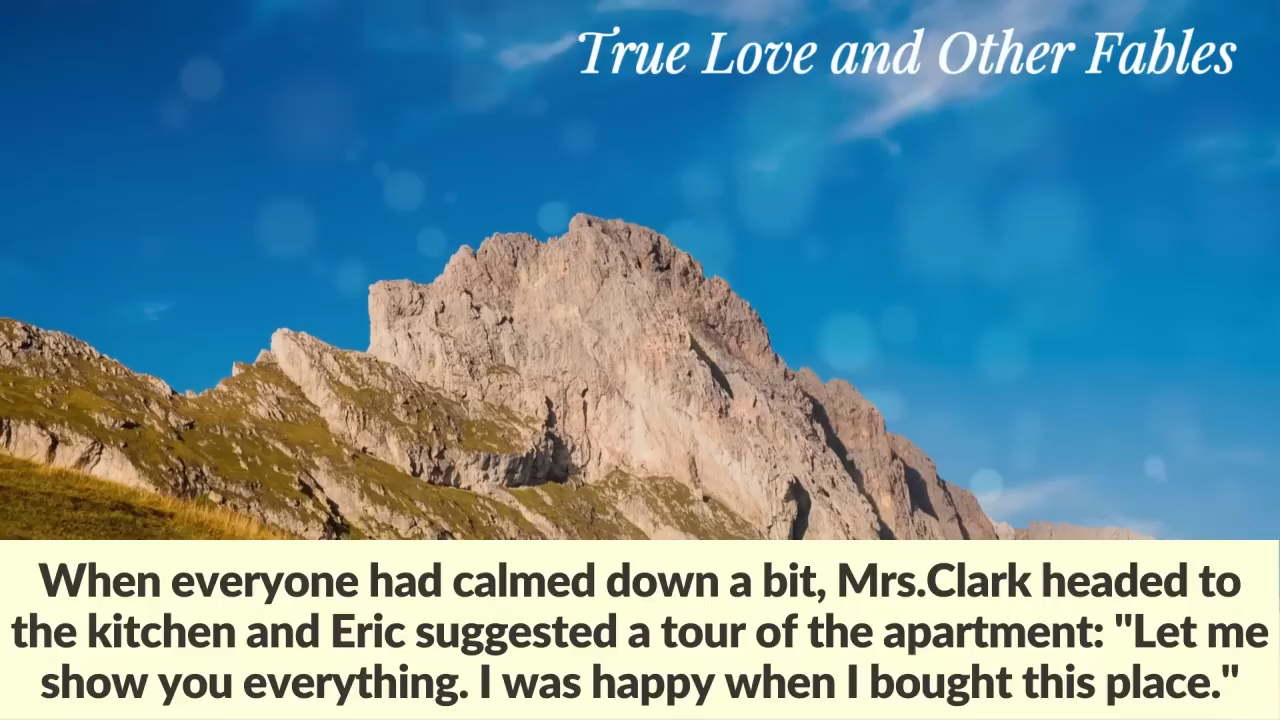 True Love and Other Fables
When everyone had calmed down a bit, Mrs.Clark headed to
the kitchen and Eric suggested a tour of the apartment: "Let me
show you everything. I was happy when I bought this place."